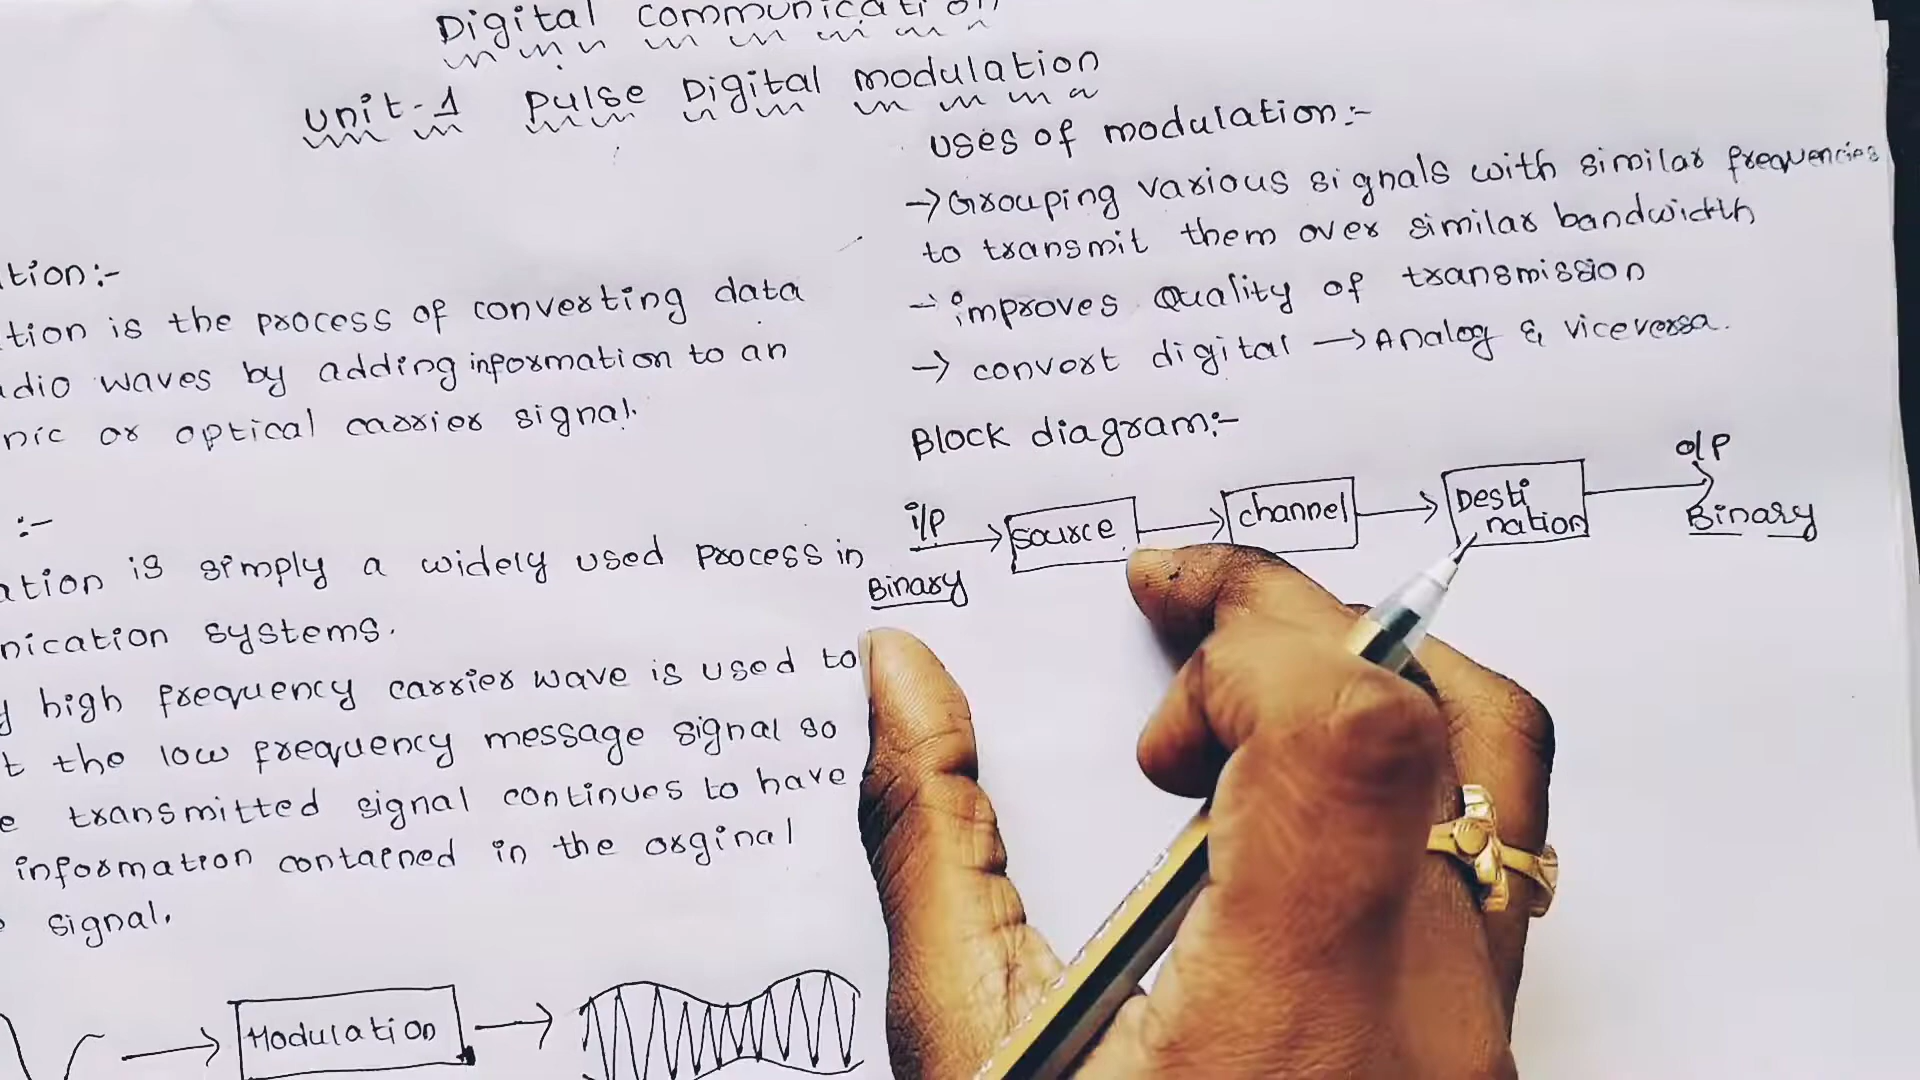 Digital communication
Unit-1 Pulse Digital modulation
tion:-
tion is the process of converting data
adio waves by adding information to an
nic or optical carrier signal.
:-
ation is simply a widely used process in
nication systems.
high frequency carrier wave is used to
t the low frequency message signal so
e transmitted signal continues to have
information contained in the orginal
signal.
Modulation
uses of modulation:-
→ Grouping various signals with similar frequencies
to transmit them over similar bandwidth
→ improves Quality of transmission
→ convert digital → Analog & viceversa.
Block diagram:-
i/p
Binary
source
channel
Desti
nation
o/p
Binary